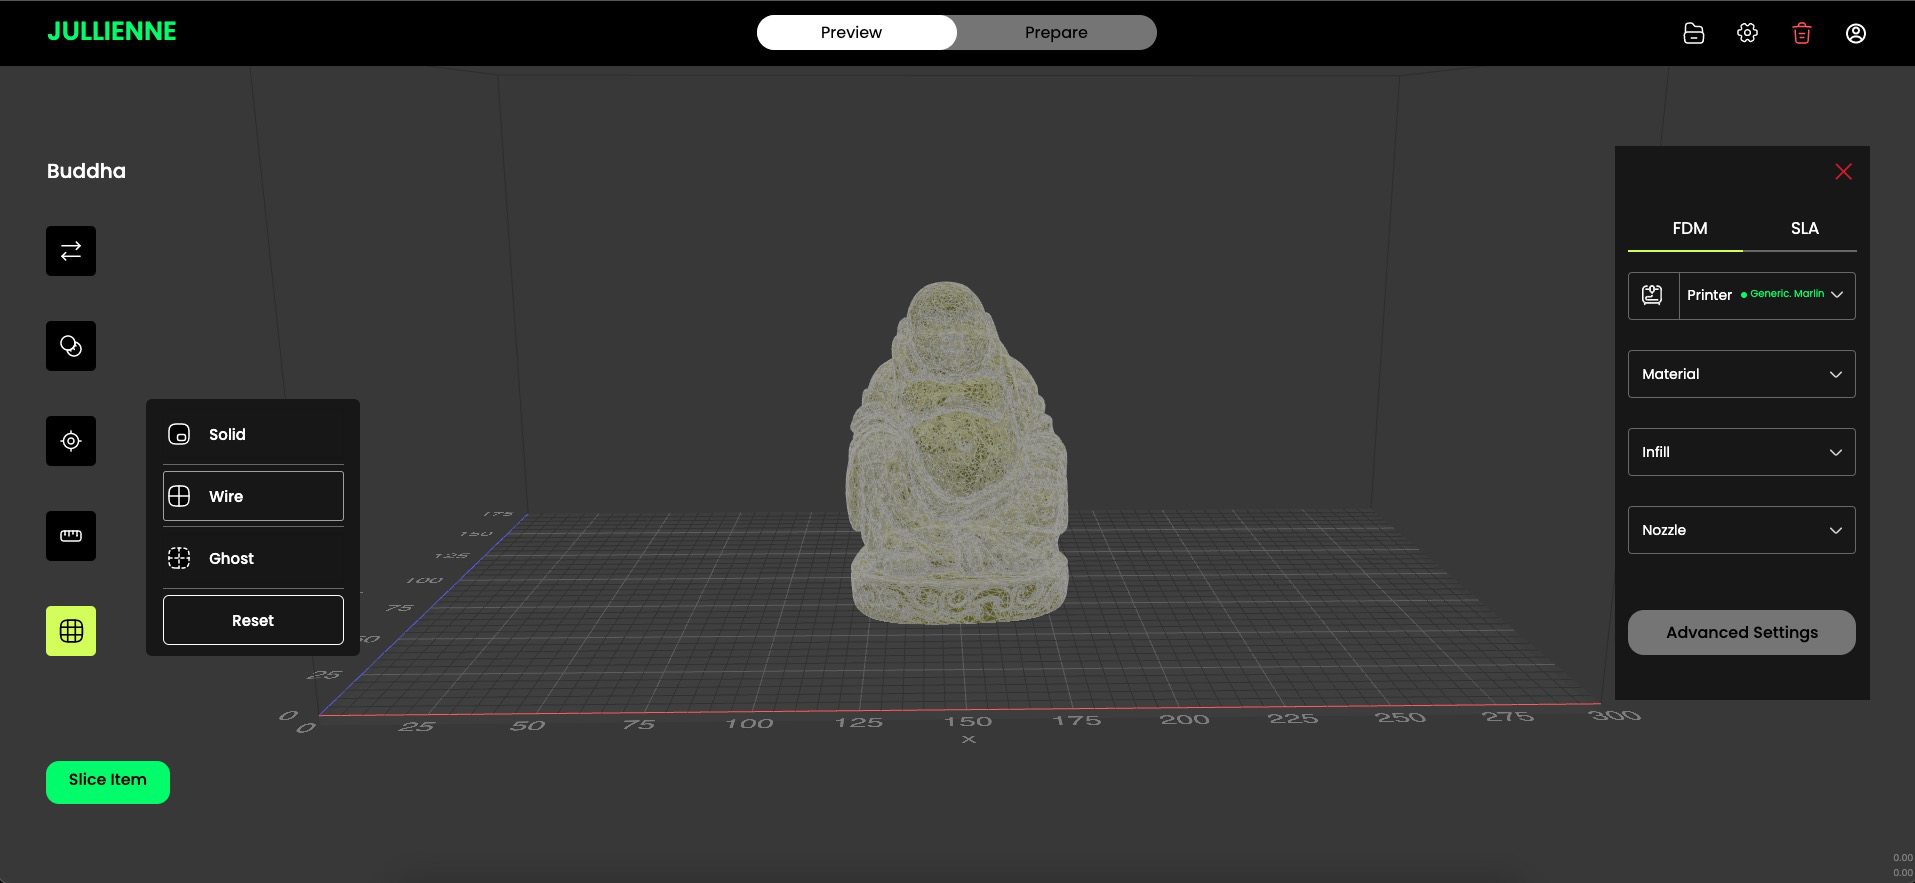 JULLIENNE
Preview
Prepare
Buddha
FDM
SLA
Printer
Generic. Marlin
Material
Infill
Nozzle
Advanced Settings
Solid
Wire
Ghost
Reset
175
150
125
100
75
50
25
0
0
25
50
75
100
125
150
175
200
225
250
275
300
x
Slice Item
0.00
0.00